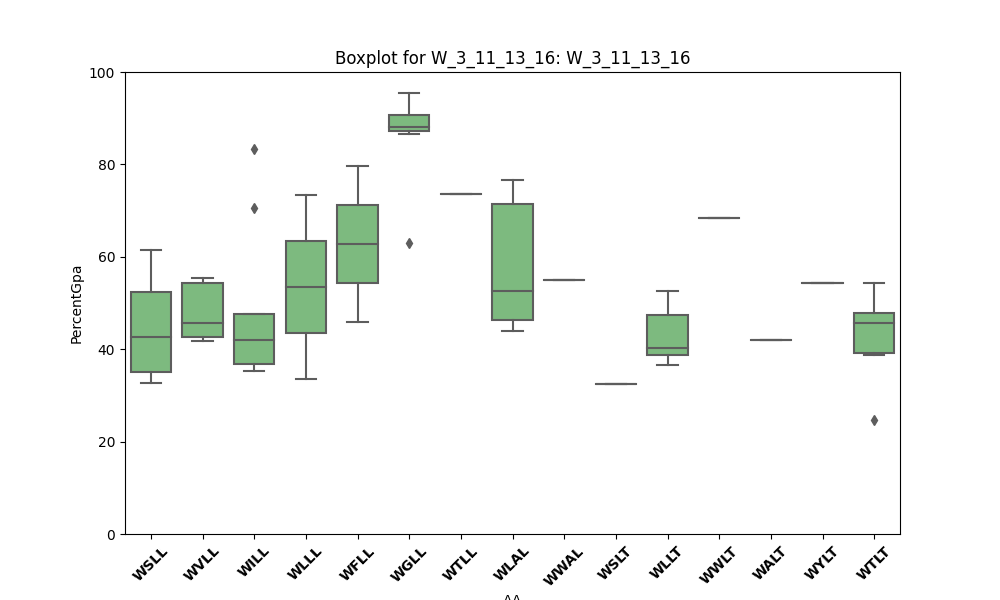 Boxplot for W_3_11_13_16: W_3_11_13_16
PercentGpa
100
80
60
40
20
0
WSLL
WVLL
WILL
WLLL
WFLL
WGLL
WTLL
WLAL
WWAL
WSLT
WLLT
WWLT
WALT
WYLT
WTLT
AA